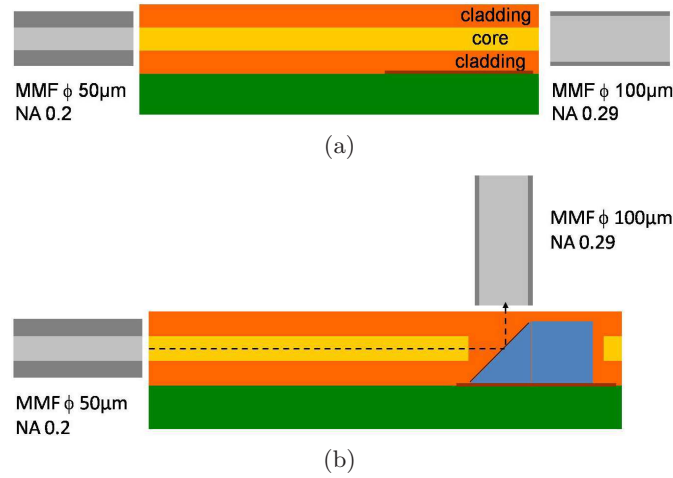 cladding
core
cladding
MMF ϕ 50μm
NA 0.2
MMF ϕ 100μm
NA 0.29
(a)
MMF ϕ 100μm
NA 0.29
MMF ϕ 50μm
NA 0.2
(b)